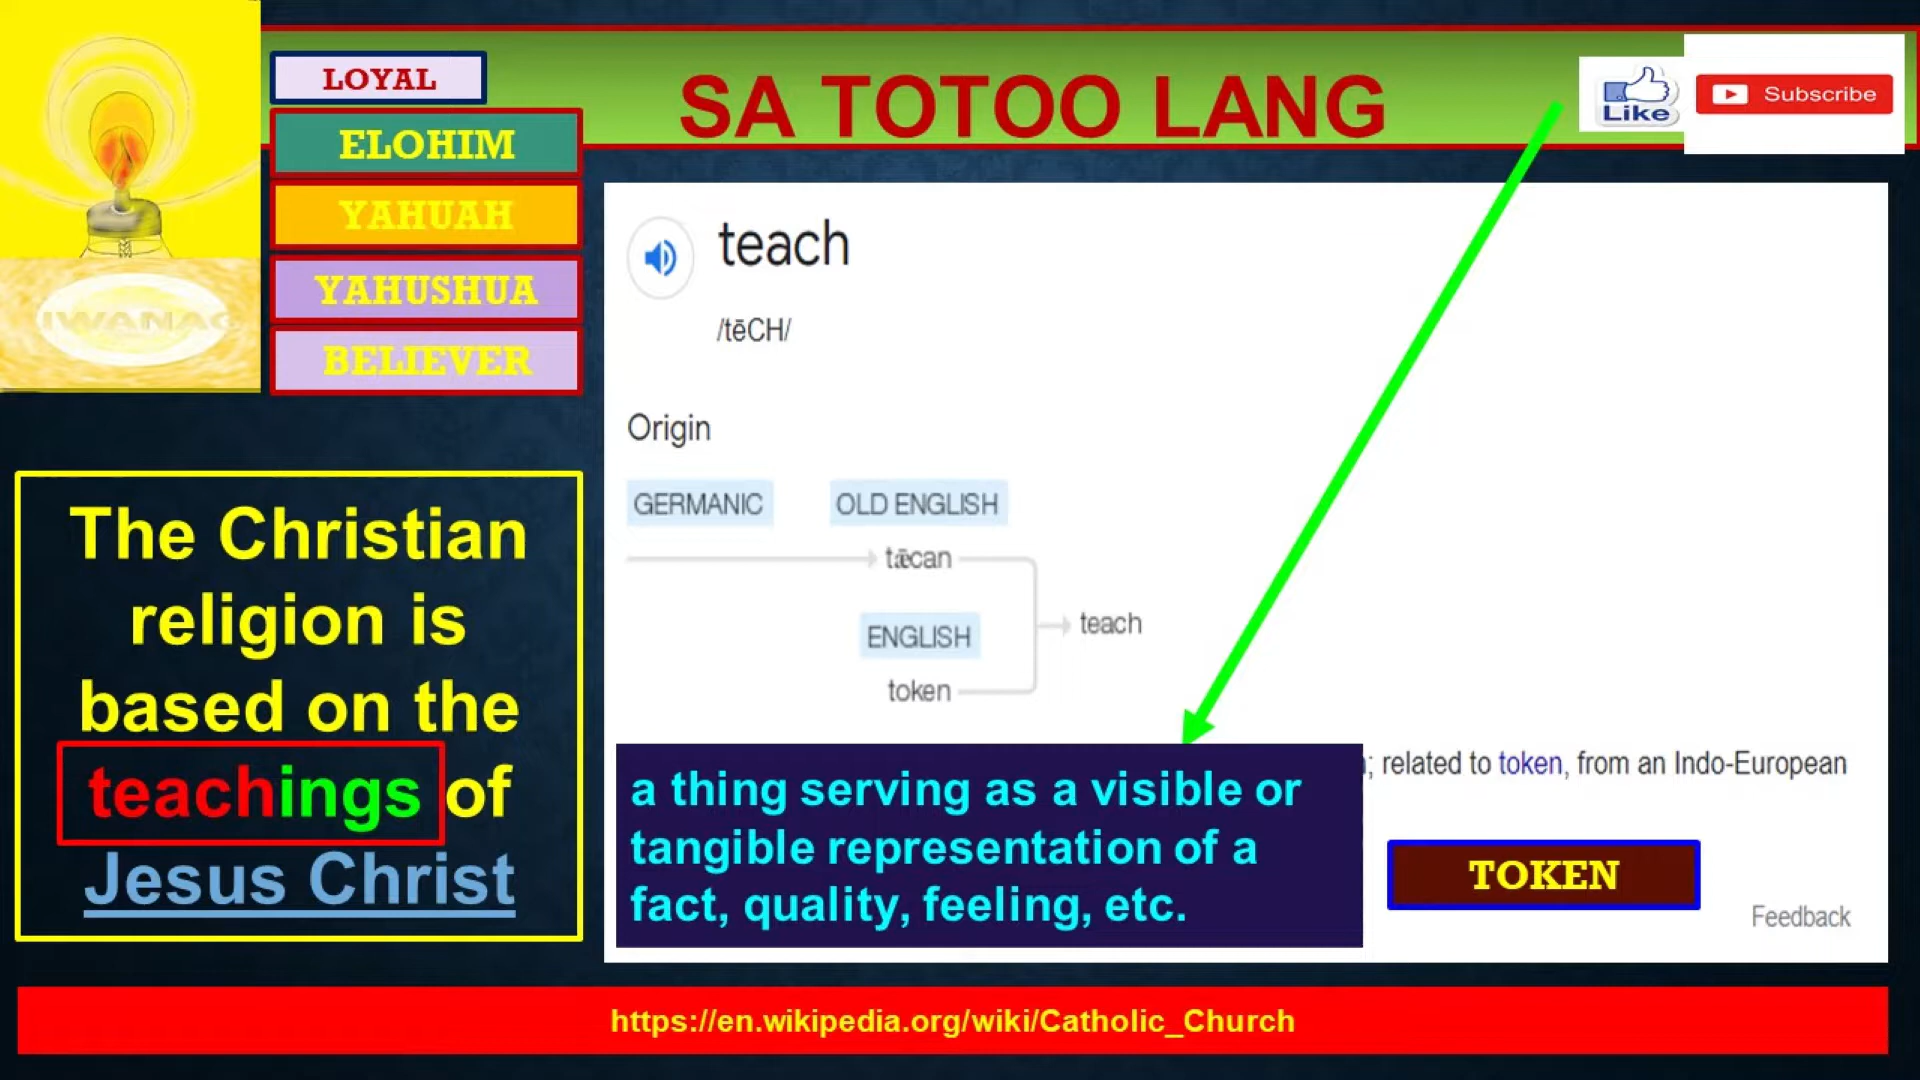 LOYAL
ELOHIM
YAHUAH
YAHUSHUA
BELIEVER
SA TOTOO LANG
Like
Subscribe
The Christian
religion is
based on the
teachings of
Jesus Christ
teach
/tēCH/
Origin
GERMANIC OLD ENGLISH
tǣcan
ENGLISH
teach
token
; related to token, from an Indo-European
a thing serving as a visible or
tangible representation of a
fact, quality, feeling, etc.
TOKEN
Feedback
https://en.wikipedia.org/wiki/Catholic_Church